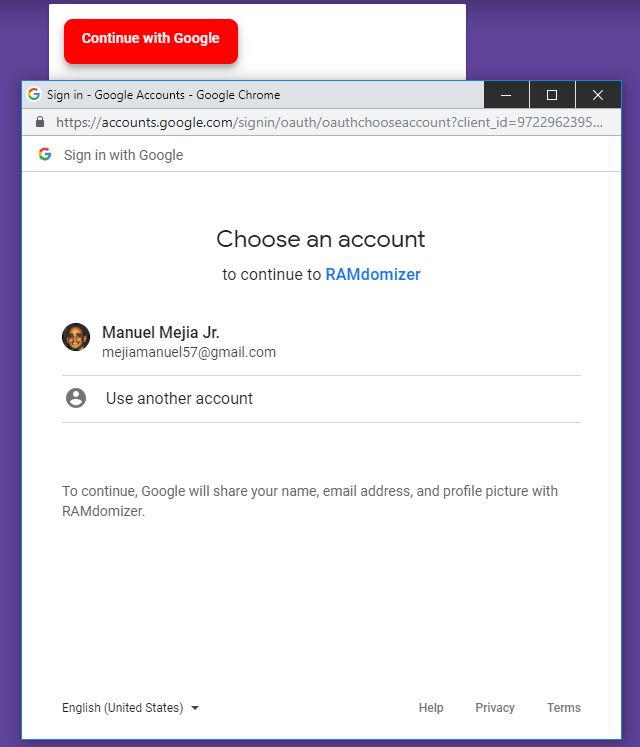 Continue with Google
Sign in - Google Accounts - Google Chrome
https://accounts.google.com/signin/oauth/oauthchooseaccount?client_id=9722962395...
Sign in with Google
Choose an account
to continue to RAMdomizer
Manuel Mejia Jr.
mejiamanuel57@gmail.com
Use another account
To continue, Google will share your name, email address, and profile picture with
RAMdomizer.
English (United States)
Help Privacy Terms